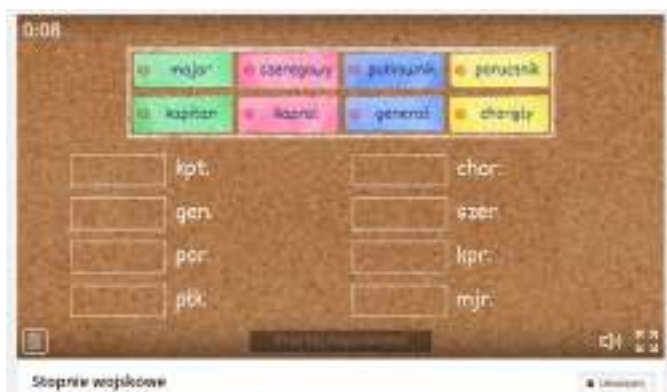 0:08
major szeregowy pułkownik porucznik
kapitan kapral generał chorąży
kpt. chor.
gen. szer.
por. kpr.
płk. mjr.
Stopnie wojskowe